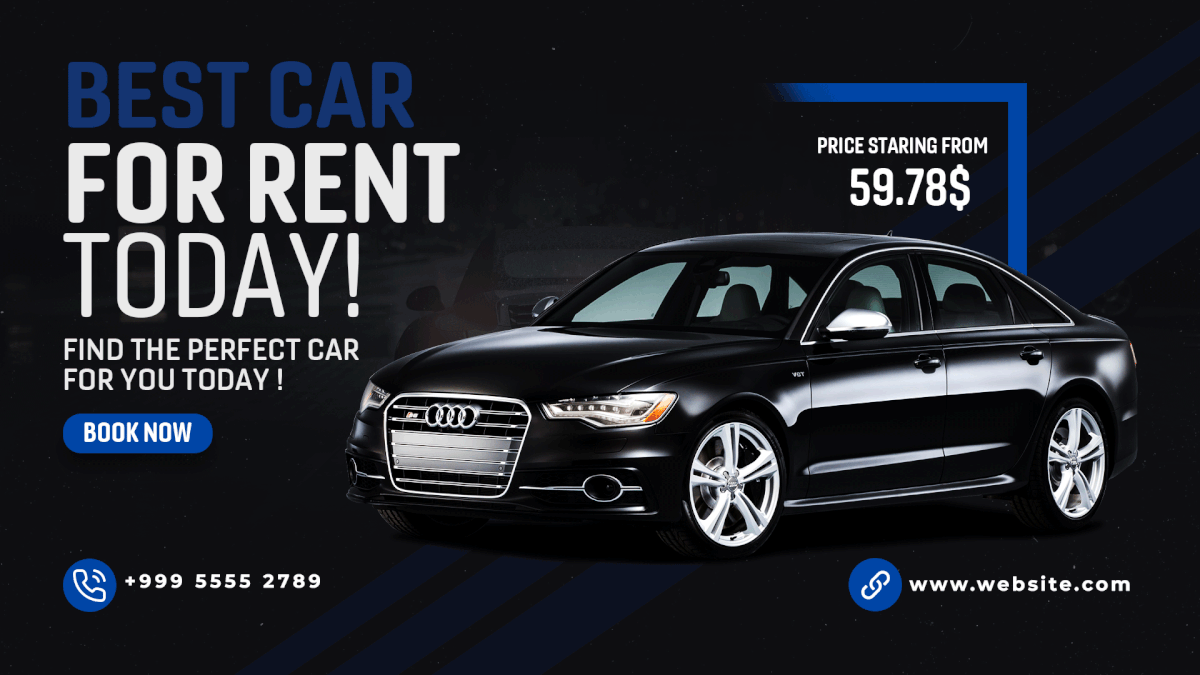 BEST CAR
FOR RENT
TODAY!
FIND THE PERFECT CAR
FOR YOU TODAY !
BOOK NOW
PRICE STARING FROM
59.78$
V8T
+999 5555 2789
www.website.com